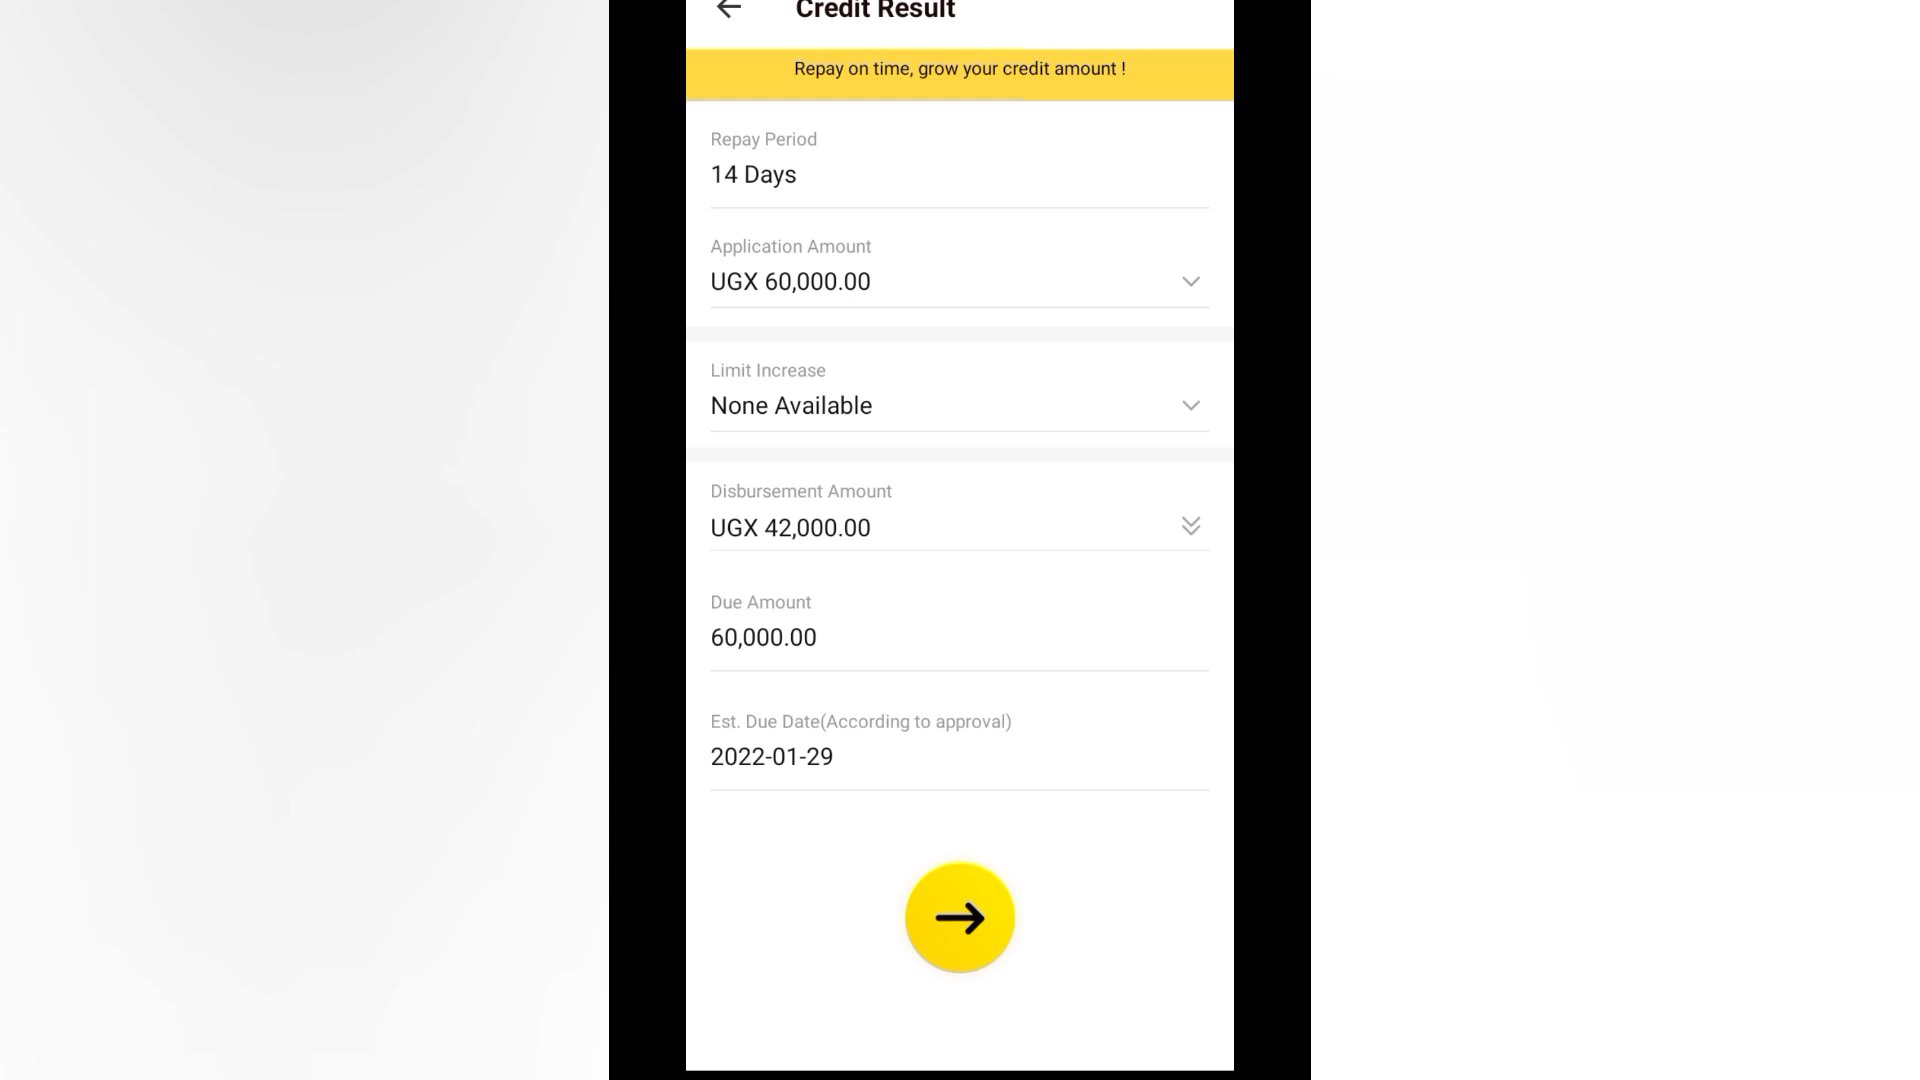 Credit Result
Repay on time, grow your credit amount !
Repay Period
14 Days
Application Amount
UGX 60,000.00
Limit Increase
None Available
Disbursement Amount
UGX 42,000.00
Due Amount
60,000.00
Est. Due Date(According to approval)
2022-01-29